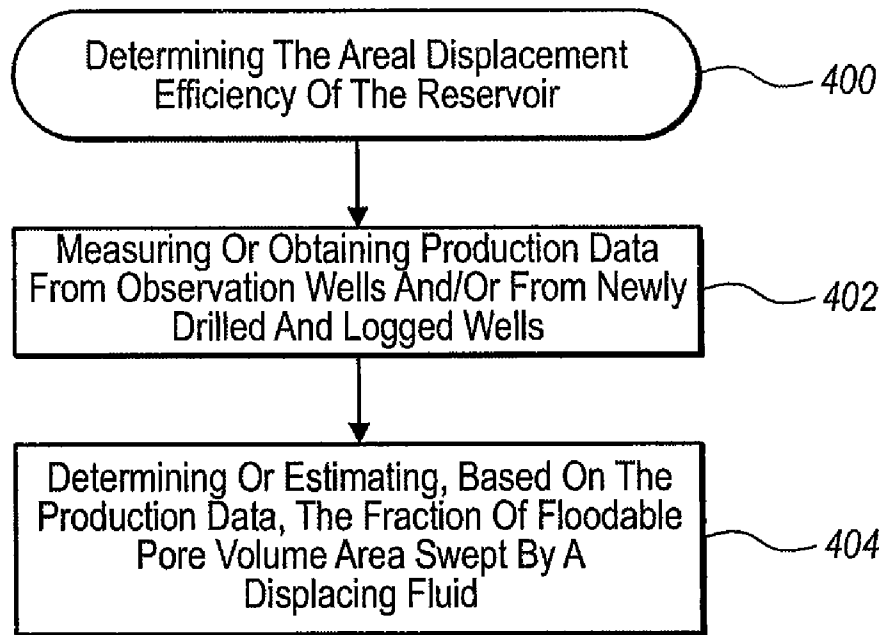 Determining The Areal Displacement
Efficiency Of The Reservoir
400
Measuring Or Obtaining Production Data
From Observation Wells And/Or From Newly
Drilled And Logged Wells
402
Determining Or Estimating, Based On The
Production Data, The Fraction Of Floodable
Pore Volume Area Swept By A
Displacing Fluid
404